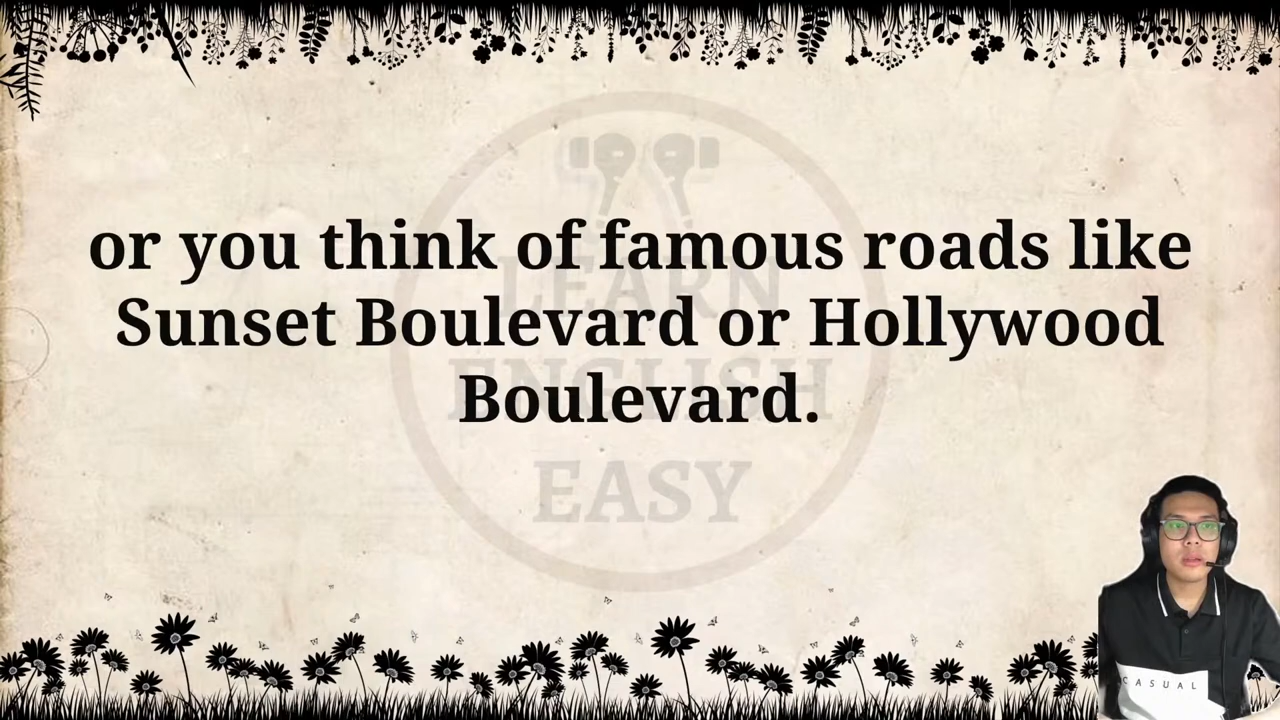 or you think of famous roads like
Sunset Boulevard or Hollywood
Boulevard.
LEARN
ENGLISH
EASY
CASUAL